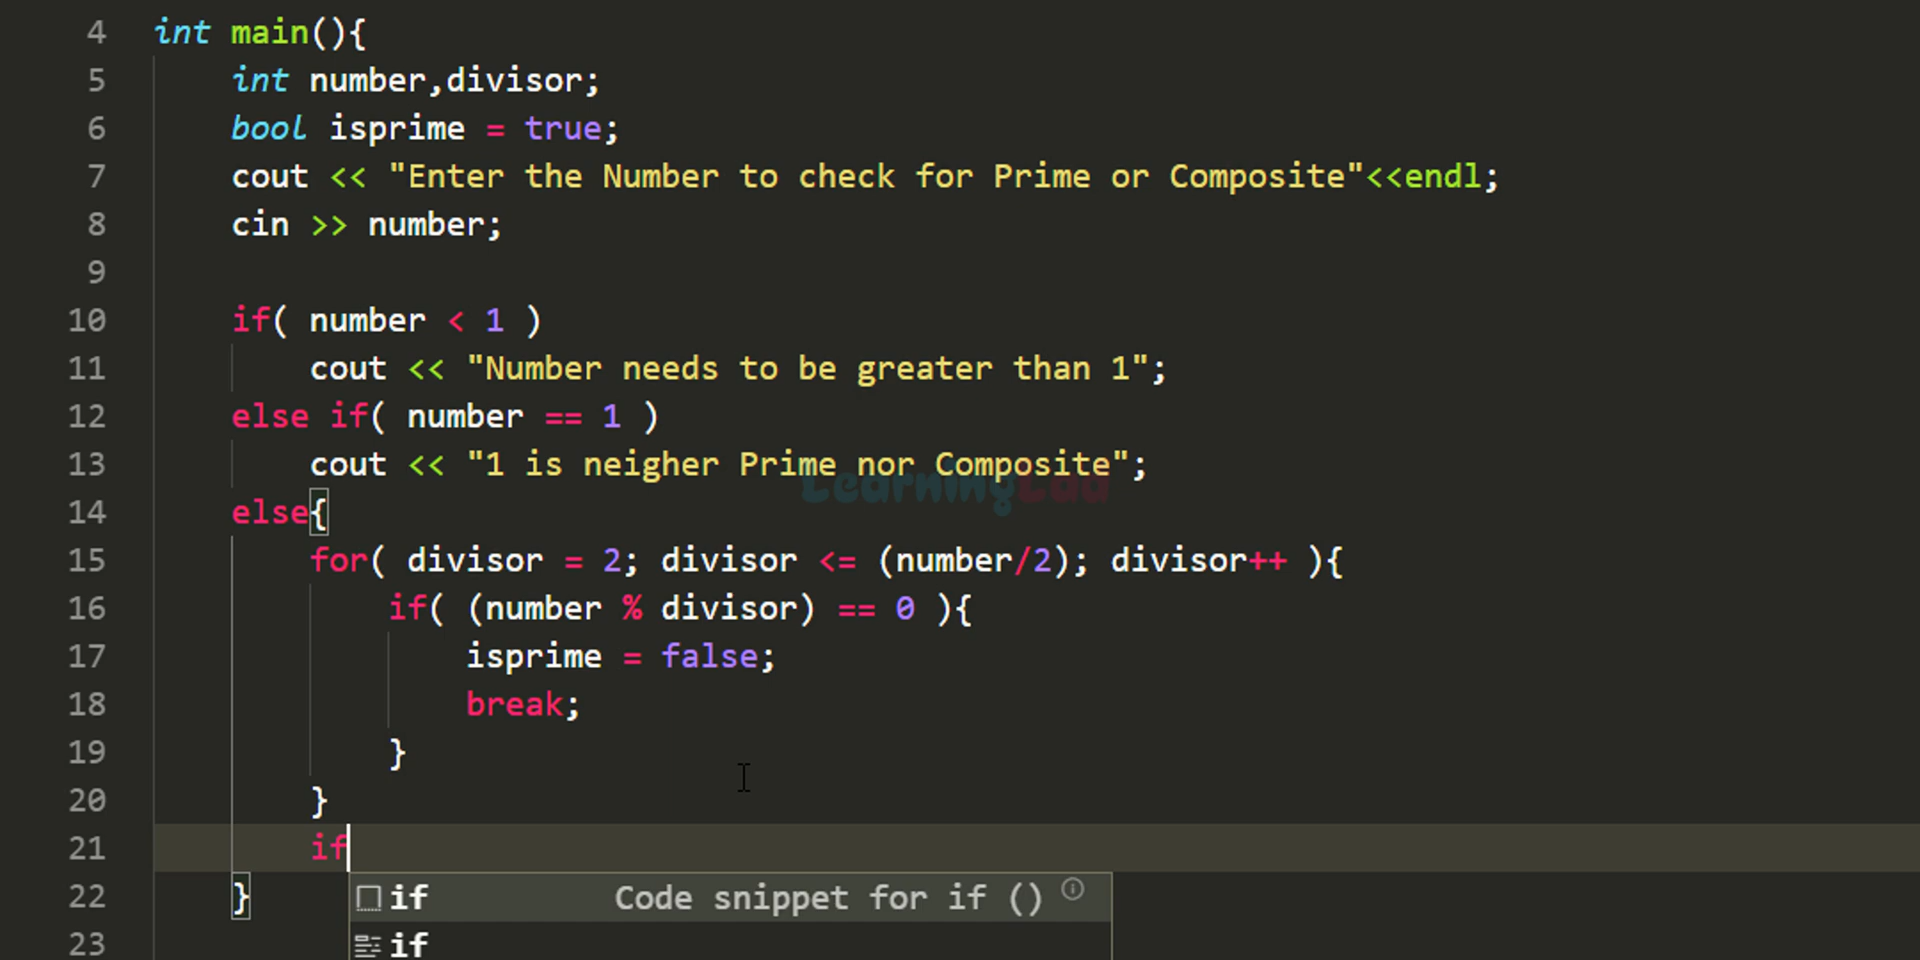 4 int main(){
5 int number,divisor;
6 bool isprime = true;
7 cout << "Enter the Number to check for Prime or Composite"<<endl;
8 cin >> number;
9
10 if( number < 1 )
11 cout << "Number needs to be greater than 1";
12 else if( number == 1 )
13 cout << "1 is neigher Prime nor Composite";
LearningLad
14 else{
15 for( divisor = 2; divisor <= (number/2); divisor++ ){
16 if( (number % divisor) == 0 ){
17 isprime = false;
18 break;
19 }
20 }
21 if
22 } if Code snippet for if ()
23 if